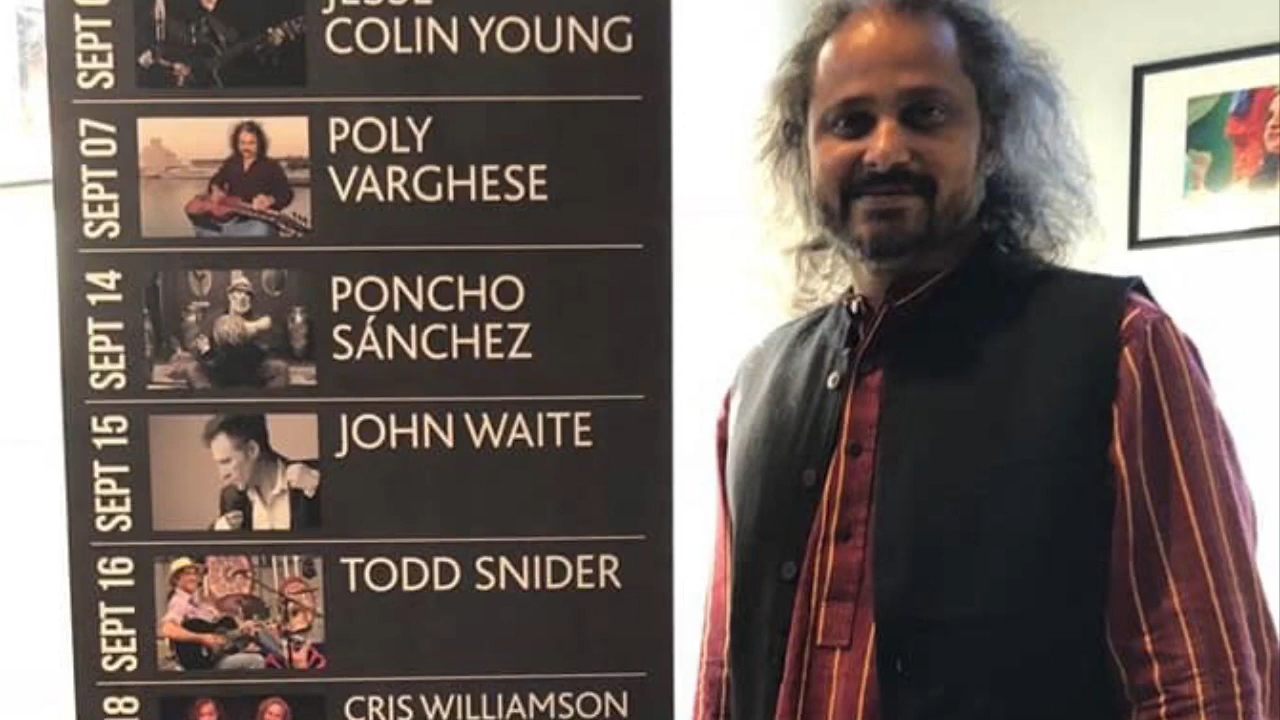 COLIN YOUNG
SEPT 07
POLY
VARGHESE
SEPT 14
PONCHO
SÁNCHEZ
SEPT 15
JOHN WAITE
SEPT 16
TODD SNIDER
CRIS WILLIAMSON